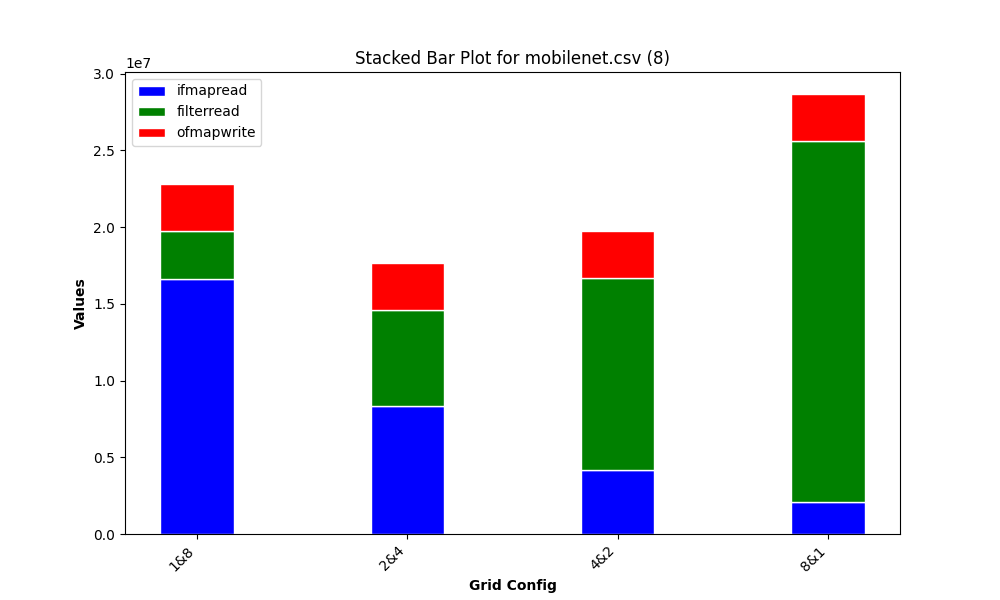 Stacked Bar Plot for mobilenet.csv (8)
1e7
3.0
2.5
2.0
1.5
1.0
0.5
0.0
Values
ifmapread
filterread
ofmapwrite
1&8
2&4
4&2
8&1
Grid Config